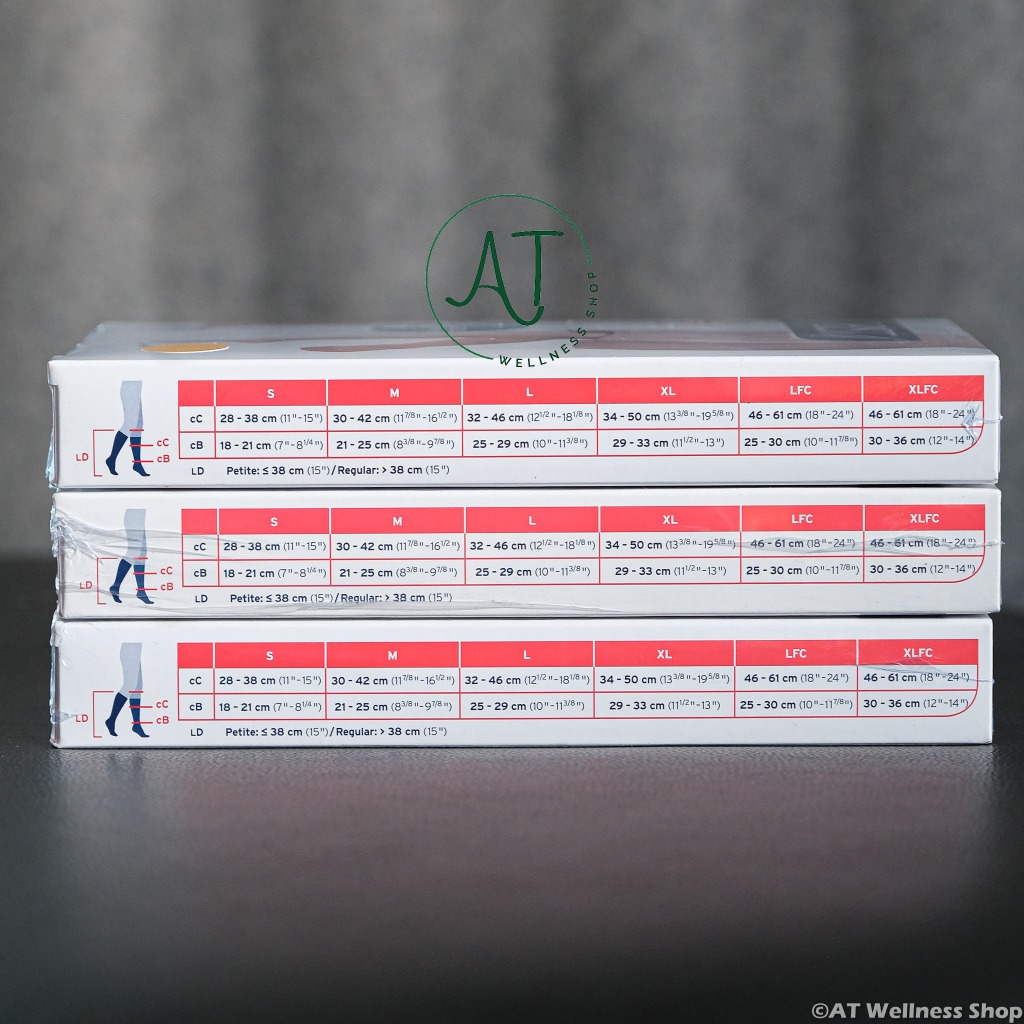 AT
WELLNESS SHOP
S M L XL LFC XLFC
cC 28 - 38 cm (11"-15") 30 - 42 cm (11 7/8"-16 1/2") 32 - 46 cm (12 1/2"-18 1/8") 34 - 50 cm (13 3/8"-19 5/8") 46 - 61 cm (18"-24") 46 - 61 cm (18"-24")
cC
cB 18 - 21 cm (7"-8 1/4") 21 - 25 cm (8 3/8"-9 7/8") 25 - 29 cm (10"-11 3/8") 29 - 33 cm (11 1/2"-13") 25 - 30 cm (10"-11 7/8") 30 - 36 cm (12"-14")
LD cB
LD Petite: ≤ 38 cm (15")/Regular: > 38 cm (15")
S M L XL LFC XLFC
cC 28 - 38 cm (11"-15") 30 - 42 cm (11 7/8"-16 1/2") 32 - 46 cm (12 1/2"-18 1/8") 34 - 50 cm (13 3/8"-19 5/8") 46 - 61 cm (18"-24") 46 - 61 cm (18"-24")
cC
cB 18 - 21 cm (7"-8 1/4") 21 - 25 cm (8 3/8"-9 7/8") 25 - 29 cm (10"-11 3/8") 29 - 33 cm (11 1/2"-13") 25 - 30 cm (10"-11 7/8") 30 - 36 cm (12"-14")
LD cB
LD Petite: ≤ 38 cm (15")/Regular: > 38 cm (15")
S M L XL LFC XLFC
cC 28 - 38 cm (11"-15") 30 - 42 cm (11 7/8"-16 1/2") 32 - 46 cm (12 1/2"-18 1/8") 34 - 50 cm (13 3/8"-19 5/8") 46 - 61 cm (18"-24") 46 - 61 cm (18"-24")
cC
cB 18 - 21 cm (7"-8 1/4") 21 - 25 cm (8 3/8"-9 7/8") 25 - 29 cm (10"-11 3/8") 29 - 33 cm (11 1/2"-13") 25 - 30 cm (10"-11 7/8") 30 - 36 cm (12"-14")
LD cB
LD Petite: ≤ 38 cm (15")/Regular: > 38 cm (15")
©AT Wellness Shop